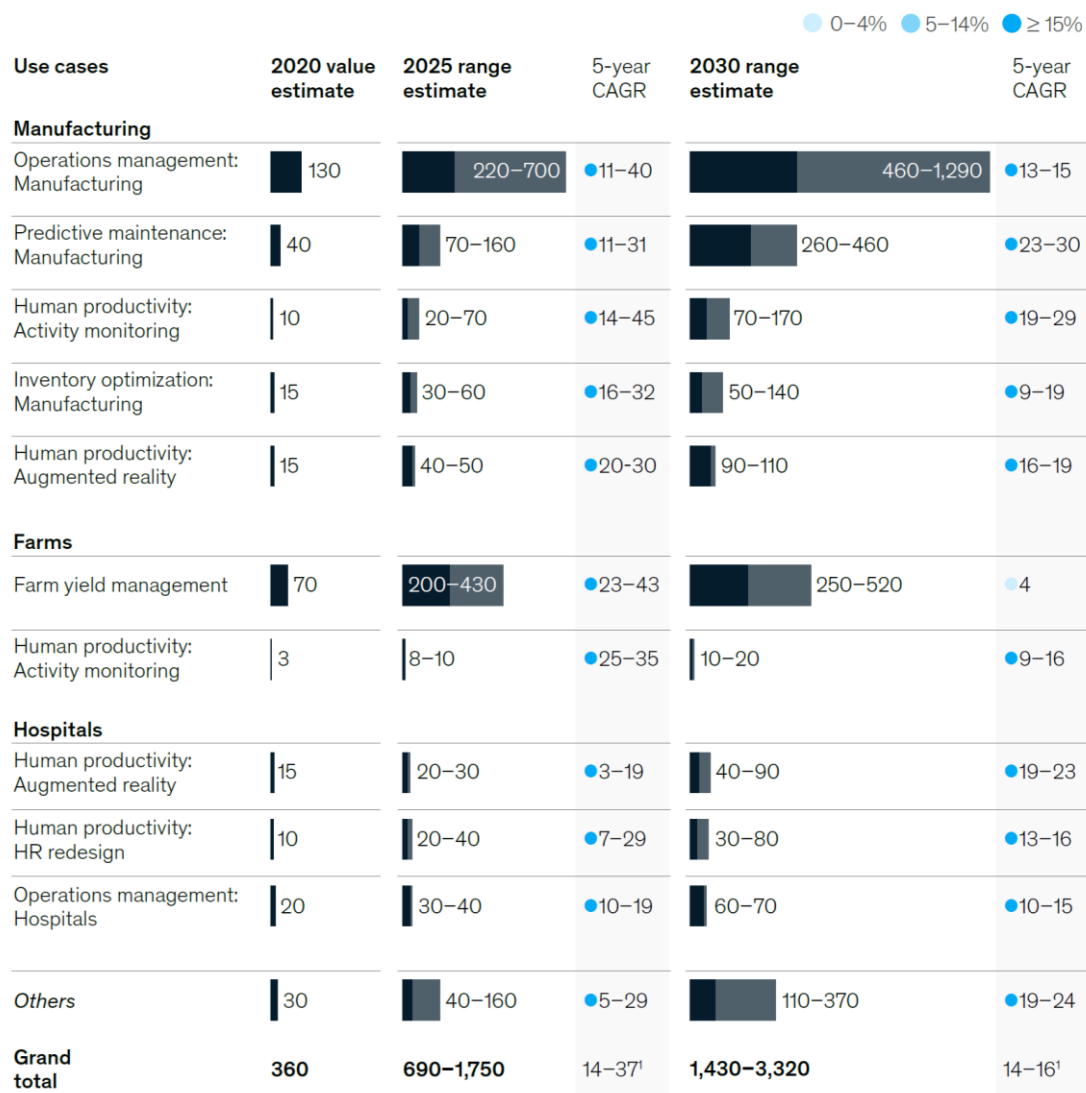 0–4% 5–14% ≥ 15%
Use cases 2020 value estimate 2025 range estimate 5-year CAGR 2030 range estimate 5-year CAGR
Manufacturing
Operations management: Manufacturing 130 220–700 11–40 460–1,290 13–15
Predictive maintenance: Manufacturing 40 70–160 11–31 260–460 23–30
Human productivity: Activity monitoring 10 20–70 14–45 70–170 19–29
Inventory optimization: Manufacturing 15 30–60 16–32 50–140 9–19
Human productivity: Augmented reality 15 40–50 20-30 90–110 16–19
Farms
Farm yield management 70 200–430 23–43 250–520 4
Human productivity: Activity monitoring 3 8–10 25–35 10–20 9–16
Hospitals
Human productivity: Augmented reality 15 20–30 3–19 40–90 19–23
Human productivity: HR redesign 10 20–40 7–29 30–80 13–16
Operations management: Hospitals 20 30–40 10–19 60–70 10–15
Others 30 40–160 5–29 110–370 19–24
Grand total 360 690–1,750 14–37¹ 1,430–3,320 14–16¹